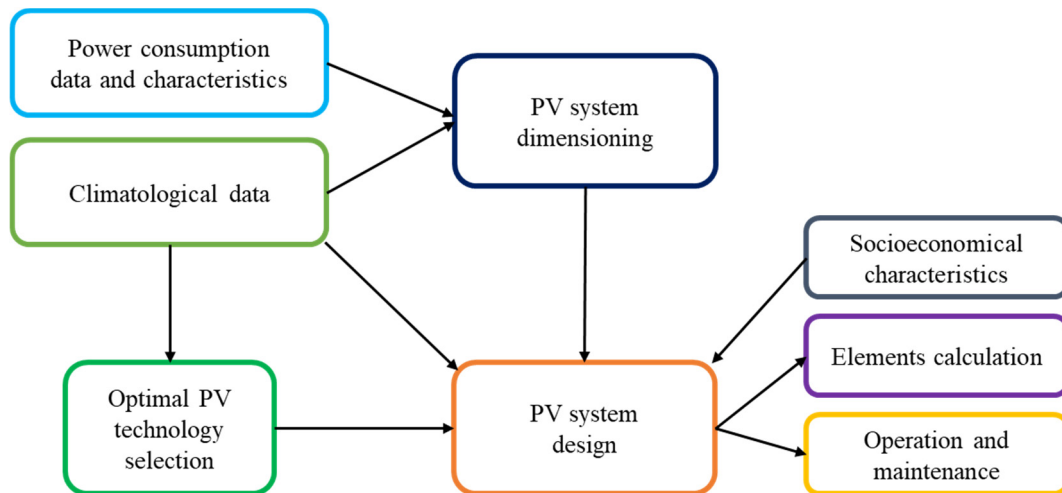 Power consumption
data and characteristics
PV system
dimensioning
Climatological data
Socioeconomical
characteristics
Elements calculation
Optimal PV
technology
selection
PV system
design
Operation and
maintenance